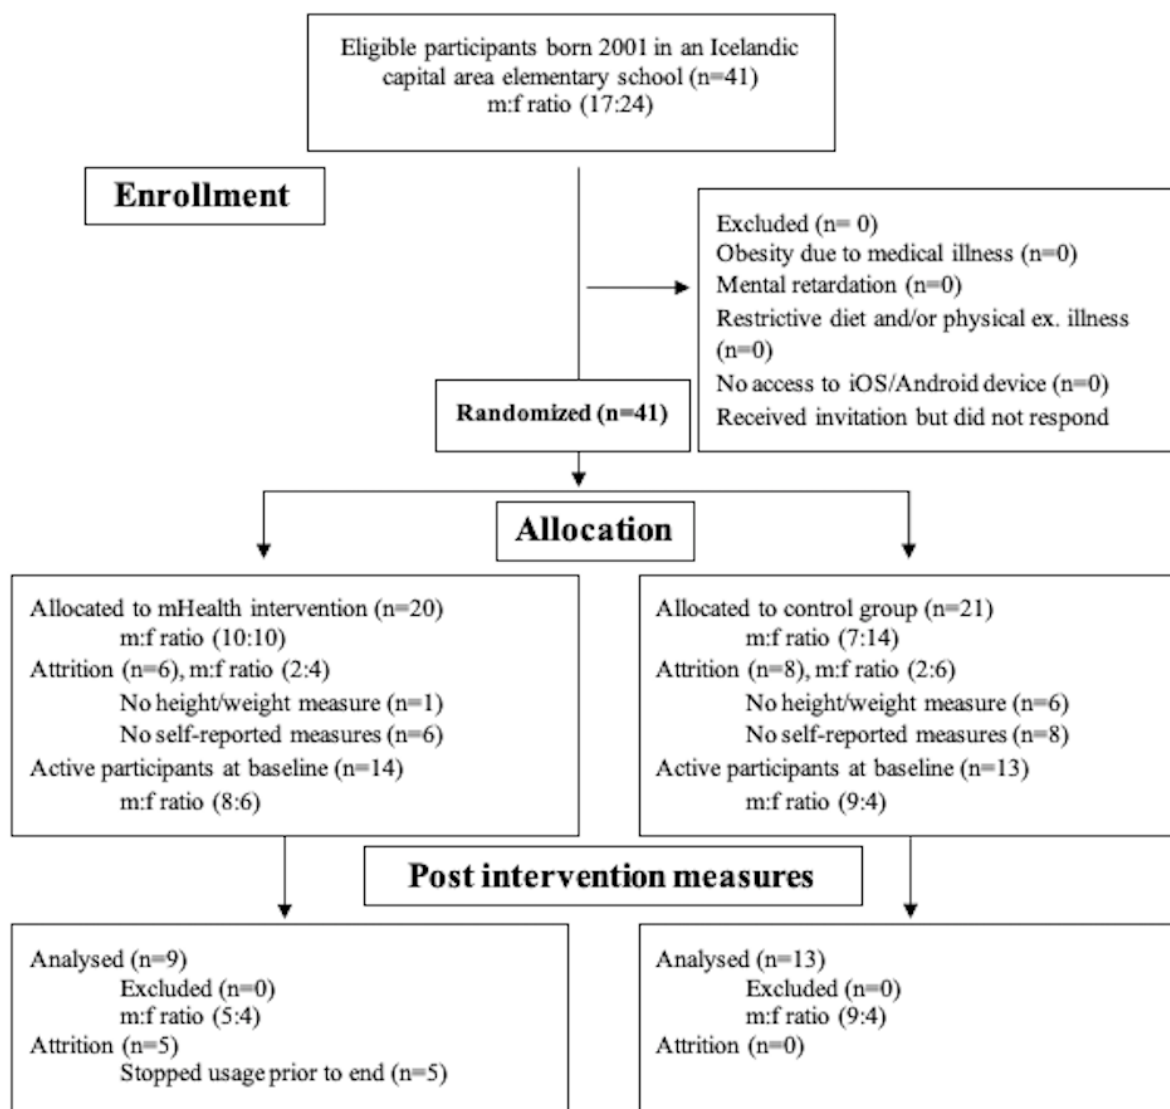 Eligible participants born 2001 in an Icelandic
capital area elementary school (n=41)
m:f ratio (17:24)
Enrollment
Excluded (n= 0)
Obesity due to medical illness (n=0)
Mental retardation (n=0)
Restrictive diet and/or physical ex. illness
(n=0)
No access to iOS/Android device (n=0)
Received invitation but did not respond
Randomized (n=41)
Allocation
Allocated to mHealth intervention (n=20)
m:f ratio (10:10)
Attrition (n=6), m:f ratio (2:4)
No height/weight measure (n=1)
No self-reported measures (n=6)
Active participants at baseline (n=14)
m:f ratio (8:6)
Allocated to control group (n=21)
m:f ratio (7:14)
Attrition (n=8), m:f ratio (2:6)
No height/weight measure (n=6)
No self-reported measures (n=8)
Active participants at baseline (n=13)
m:f ratio (9:4)
Post intervention measures
Analysed (n=9)
Excluded (n=0)
m:f ratio (5:4)
Attrition (n=5)
Stopped usage prior to end (n=5)
Analysed (n=13)
Excluded (n=0)
m:f ratio (9:4)
Attrition (n=0)